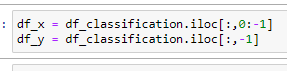 : df_x = df_classification.iloc[:,0:-1]
df_y = df_classification.iloc[:,-1]